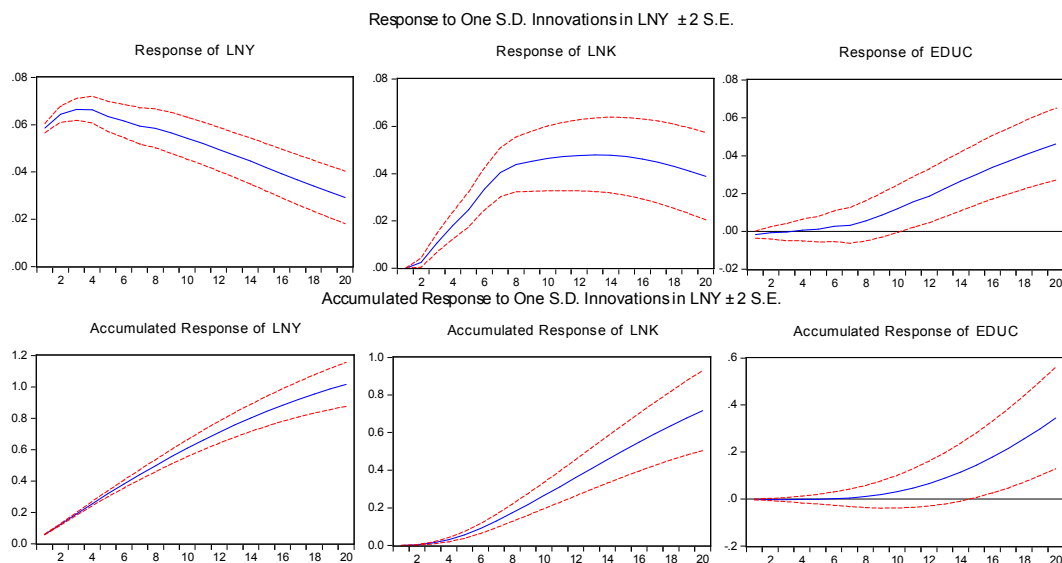 Response to One S.D. Innovations in LNY ±2 S.E.
Response of LNY
.08
.06
.04
.02
.00
2 4 6 8 10 12 14 16 18 20
Response of LNK
.08
.06
.04
.02
.00
2 4 6 8 10 12 14 16 18 20
Response of EDUC
.08
.06
.04
.02
.00
-.02
2 4 6 8 10 12 14 16 18 20
Accumulated Response to One S.D. Innovations in LNY ±2 S.E.
Accumulated Response of LNY
1.2
1.0
0.8
0.6
0.4
0.2
0.0
2 4 6 8 10 12 14 16 18 20
Accumulated Response of LNK
1.0
0.8
0.6
0.4
0.2
0.0
2 4 6 8 10 12 14 16 18 20
Accumulated Response of EDUC
.6
.4
.2
.0
-.2
2 4 6 8 10 12 14 16 18 20